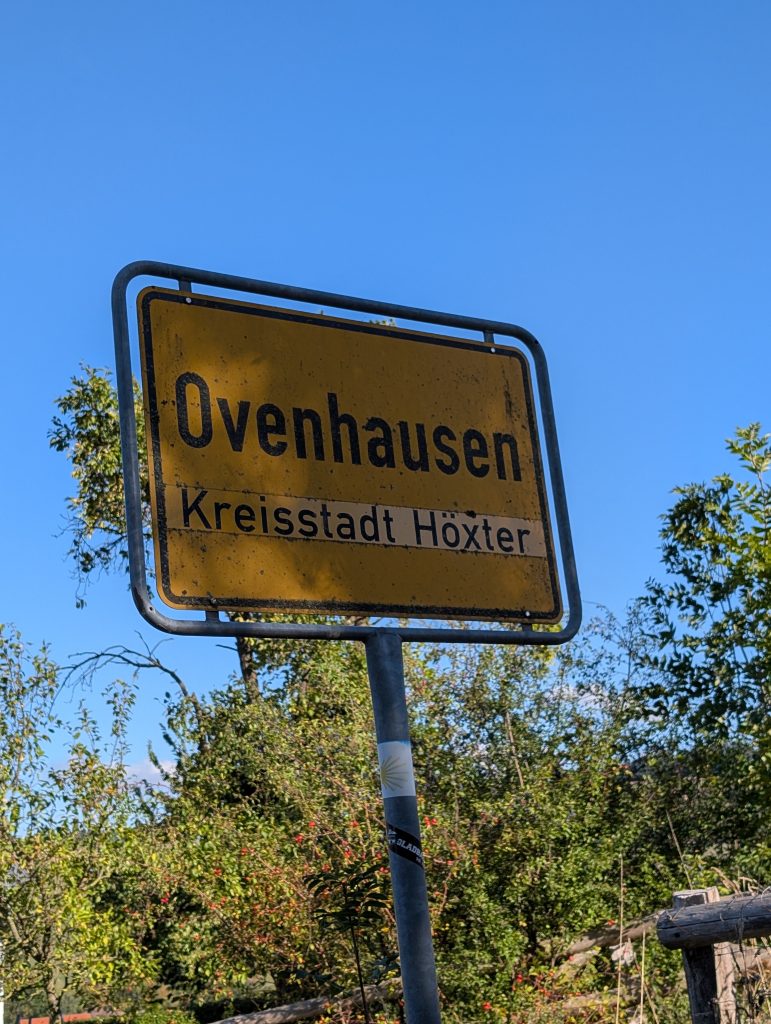 Ovenhausen
Kreisstadt Höxter